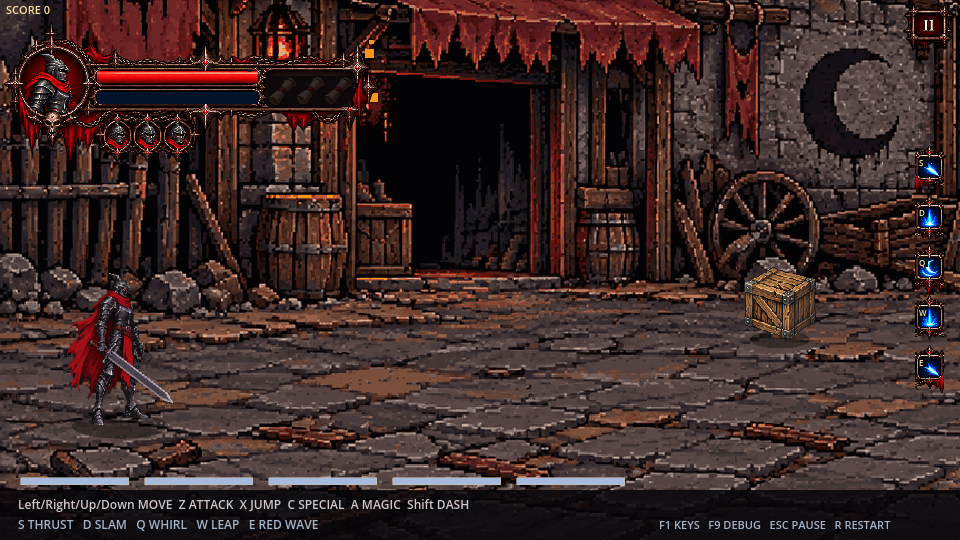 SCORE 0
S
D
Q
W
E
Left/Right/Up/Down MOVE Z ATTACK X JUMP C SPECIAL A MAGIC Shift DASH
S THRUST D SLAM Q WHIRL W LEAP E RED WAVE
F1 KEYS F9 DEBUG ESC PAUSE R RESTART